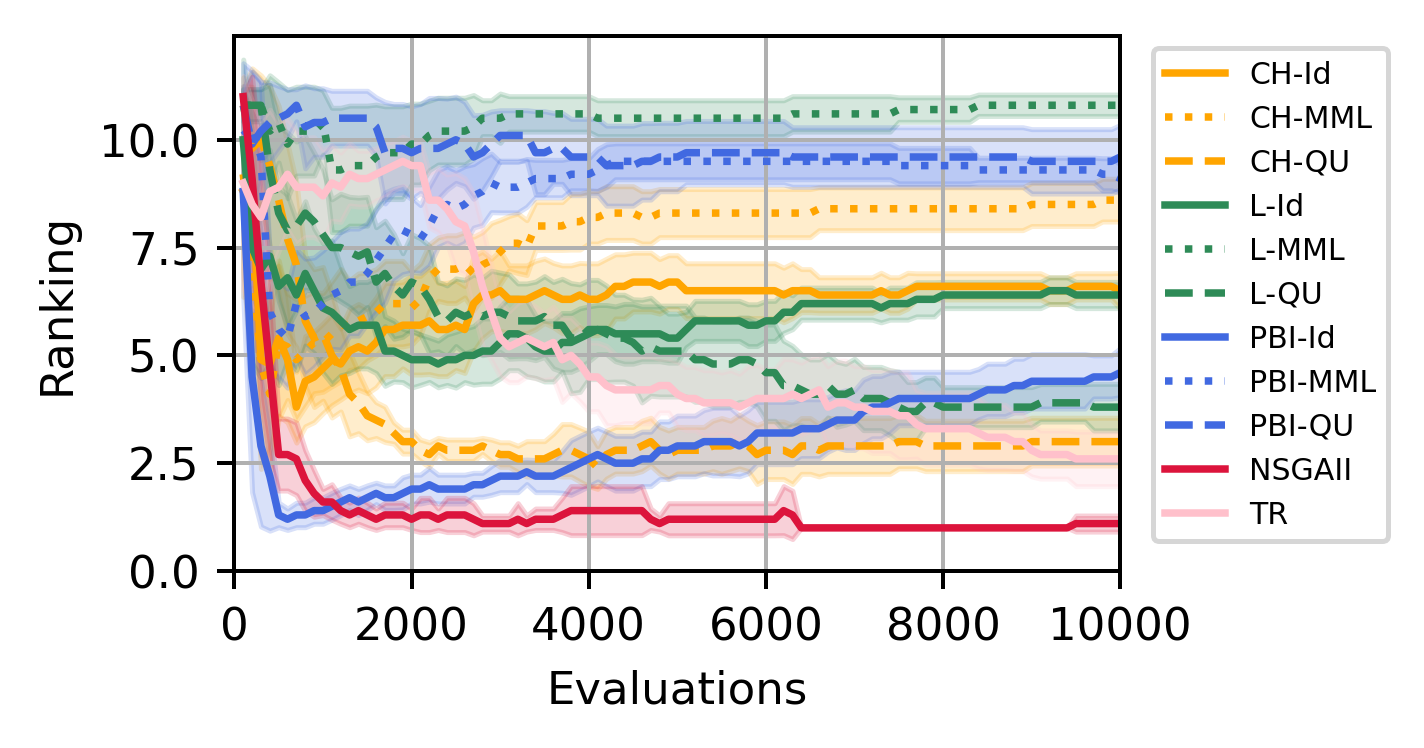 Ranking
10.0
7.5
5.0
2.5
0.0
0
2000
4000
6000
8000
10000
Evaluations
CH-Id
CH-MML
CH-QU
L-Id
L-MML
L-QU
PBI-Id
PBI-MML
PBI-QU
NSGAII
TR